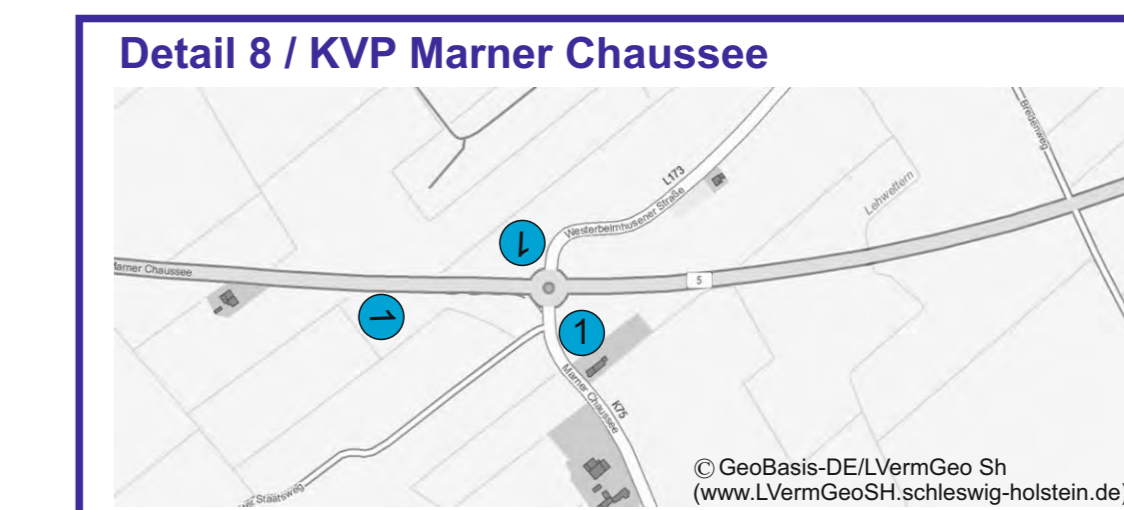 Detail 8 / KVP Marner Chaussee
Bredenweg
L173
Westerbelmhusener Straße
Lehwettern
1
Marner Chaussee
5
1
1
Marner Chaussee
K75
Staatsweg
© GeoBasis-DE/LVermGeo Sh
(www.LVermGeoSH.schleswig-holstein.de)